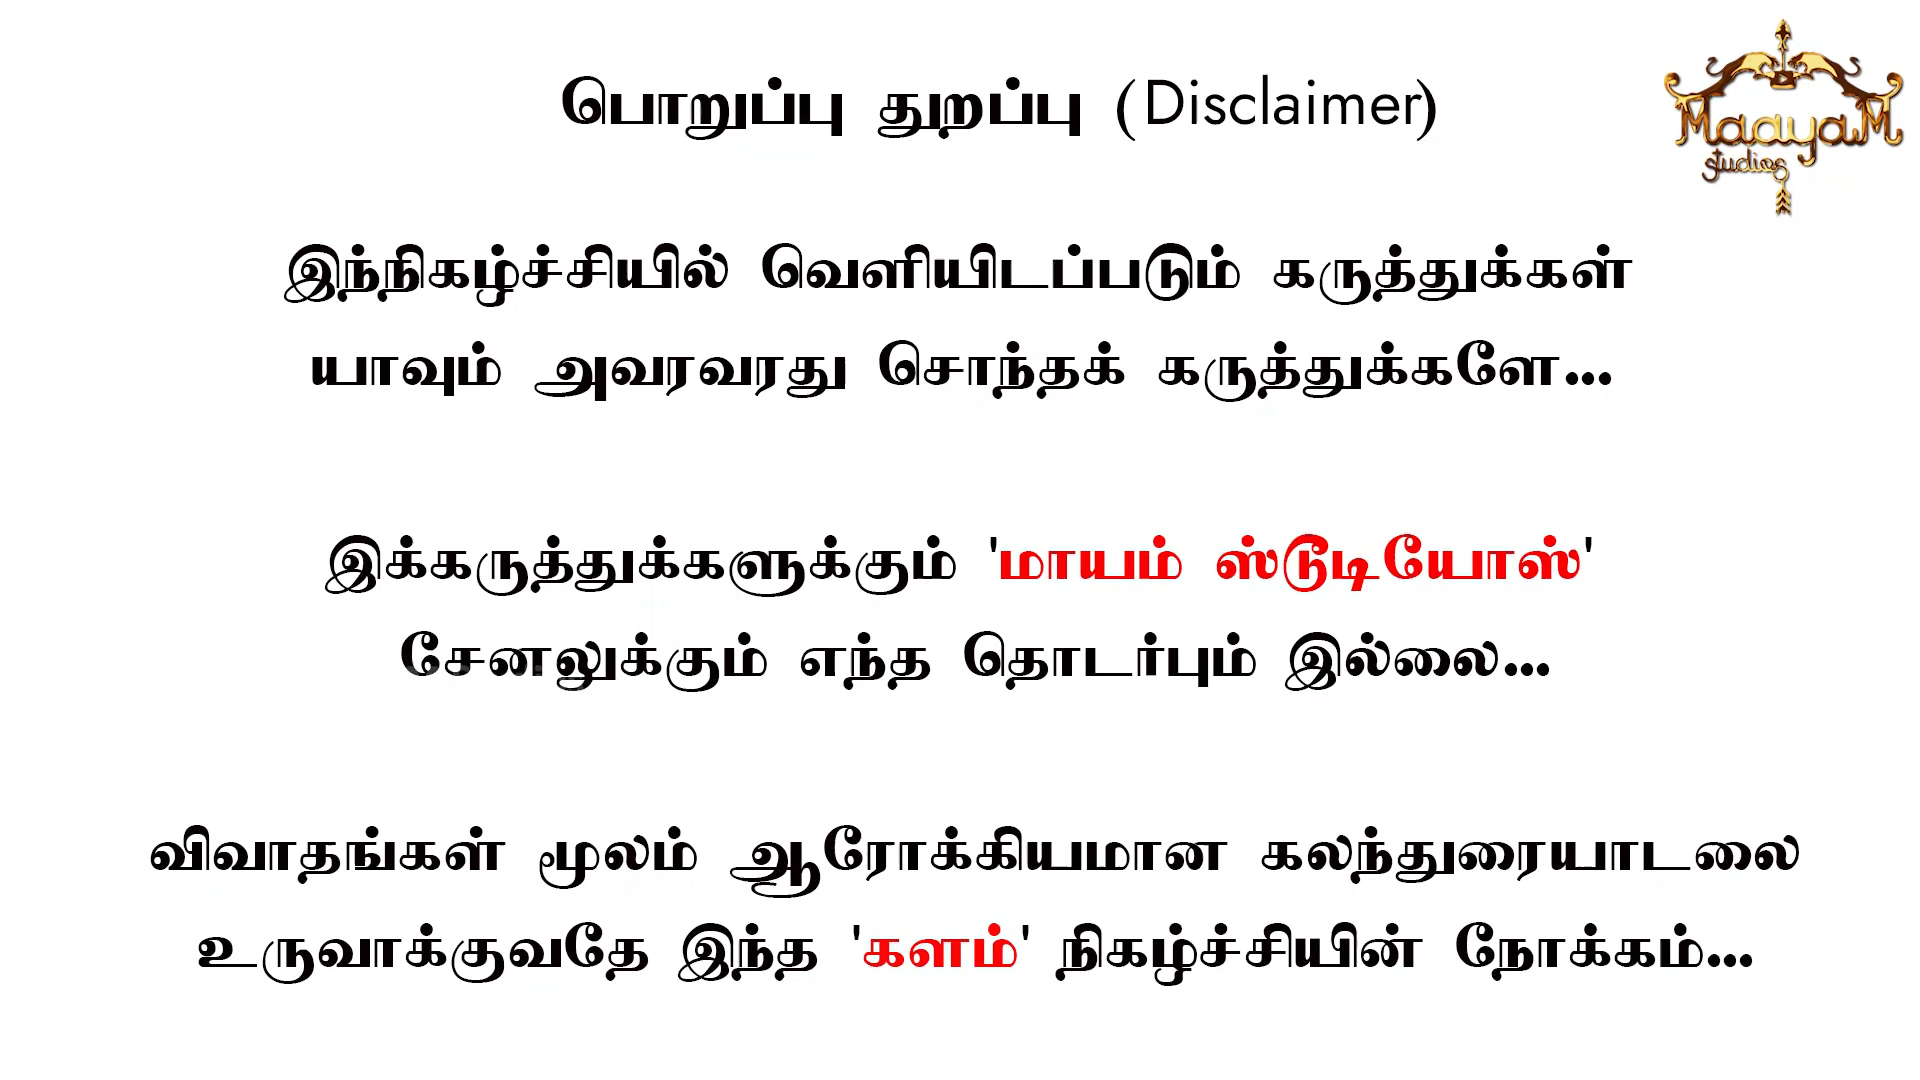 பொறுப்பு துறப்பு (Disclaimer)
Maayam
studios
இந்நிகழ்ச்சியில் வெளியிடப்படும் கருத்துக்கள்
யாவும் அவரவரது சொந்தக் கருத்துக்களே...
இக்கருத்துக்களுக்கும் 'மாயம் ஸ்டூடியோஸ்'
சேனலுக்கும் எந்த தொடர்பும் இல்லை...
விவாதங்கள் மூலம் ஆரோக்கியமான கலந்துரையாடலை
உருவாக்குவதே இந்த 'களம்' நிகழ்ச்சியின் நோக்கம்...